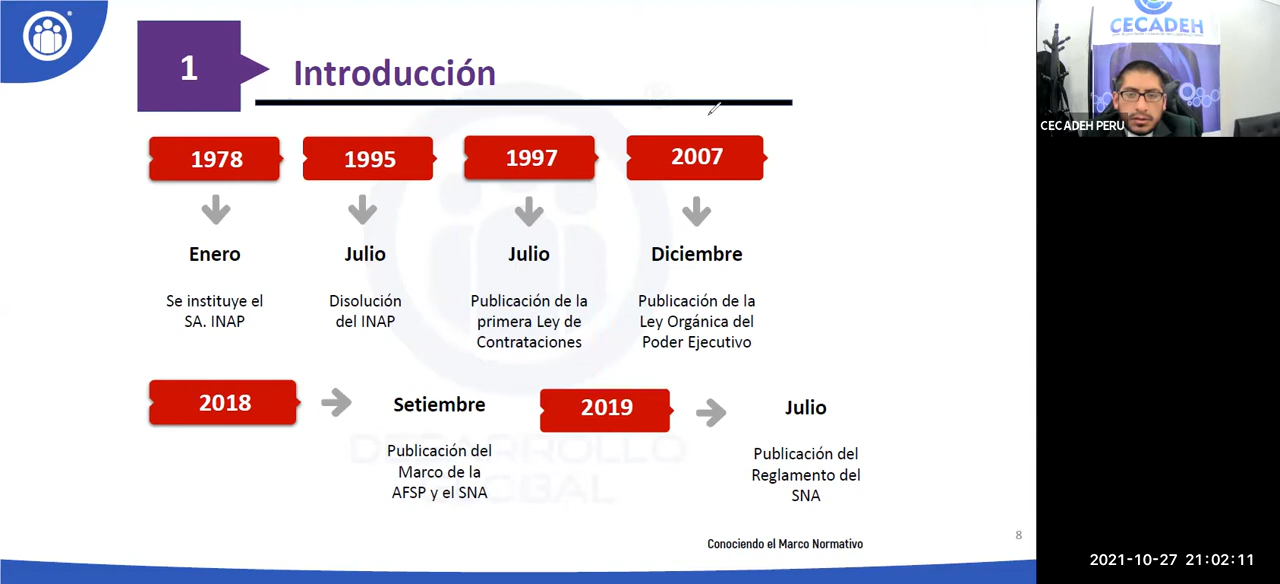 1
Introducción
1978
1995
1997
2007
Enero
Julio
Julio
Diciembre
Se instituye el
SA. INAP
Disolución
del INAP
Publicación de la
primera Ley de
Contrataciones
Publicación de la
Ley Orgánica del
Poder Ejecutivo
2018
Setiembre
Publicación del
Marco de la
AFSP y el SNA
2019
Julio
Publicación del
Reglamento del
SNA
DESARROLLO
GLOBAL
Conociendo el Marco Normativo
8
CECADEH
CECADEH PERU
2021-10-27 21:02:11